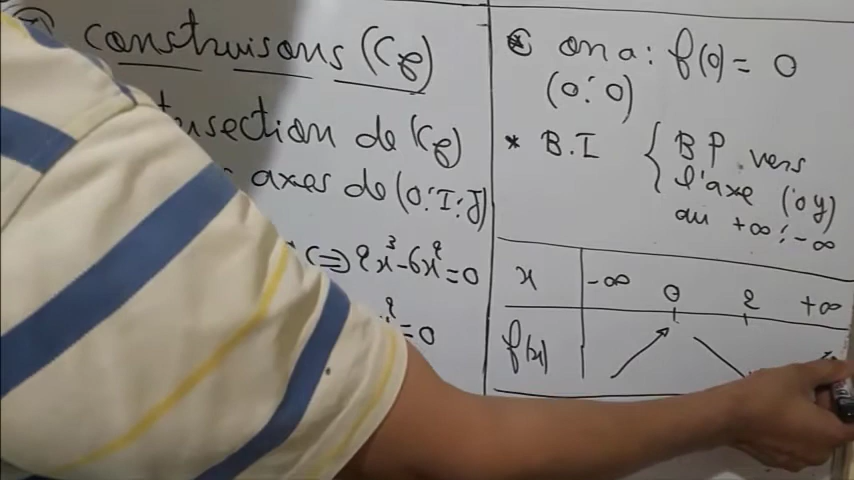 construisons (Cf)
intersection de (Cf)
axes de (O;I;J)
⟺ 2x³-6x²=0
²=0
on a: f(0) = 0
(0;0)
* B.I { B P vers
l'axe (oy)
au +∞;-∞
x -∞ 0 2 +∞
f(x)